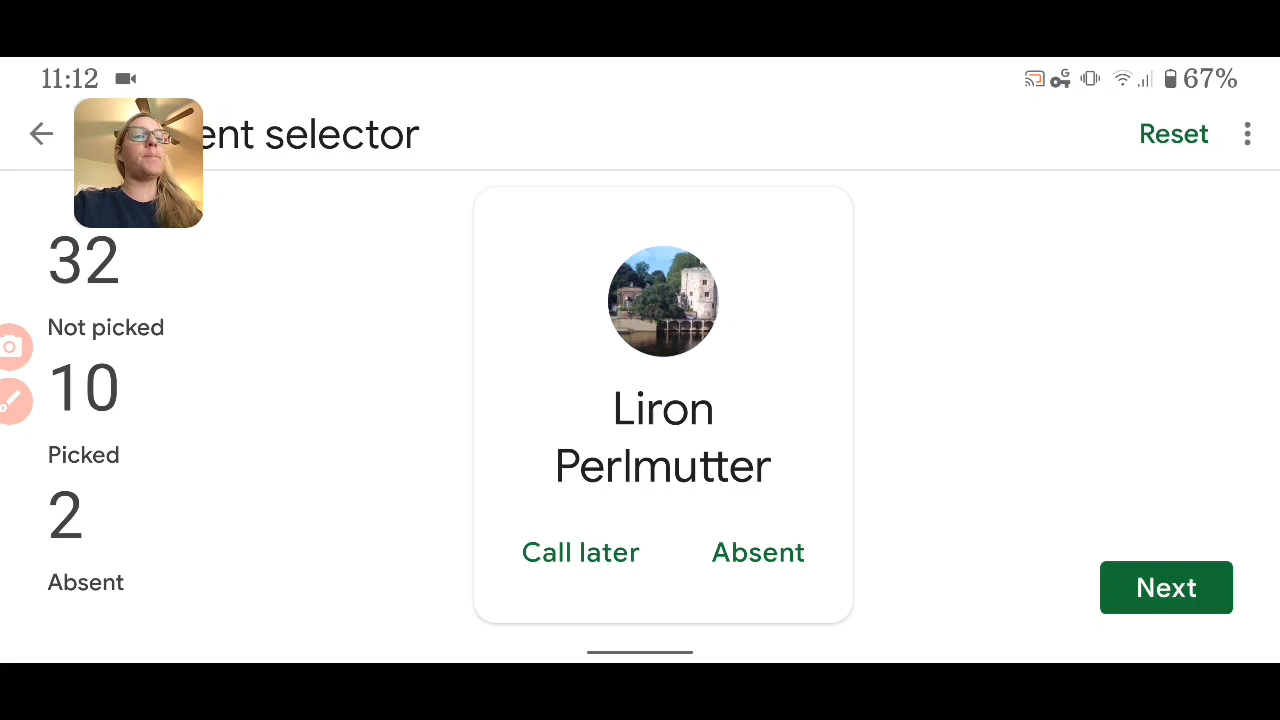 11:12 67%
ent selector Reset
32
Not picked
10
Picked
2
Absent
Liron
Perlmutter
Call later Absent
Next